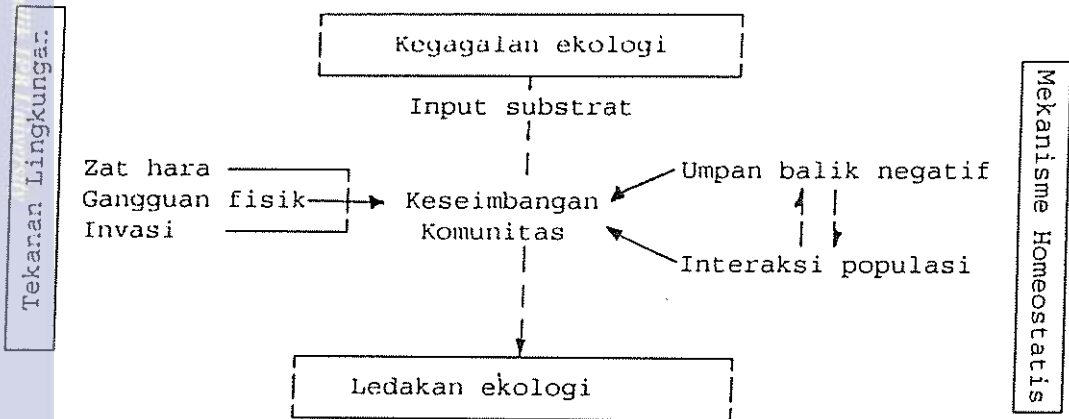 Tekanan Lingkungan
Kegagalan ekologi
Input substrat
Zat hara
Gangguan fisik
Invasi
Keseimbangan
Komunitas
Umpan balik negatif
Interaksi populasi
Ledakan ekologi
Mekanisme Homeostatis